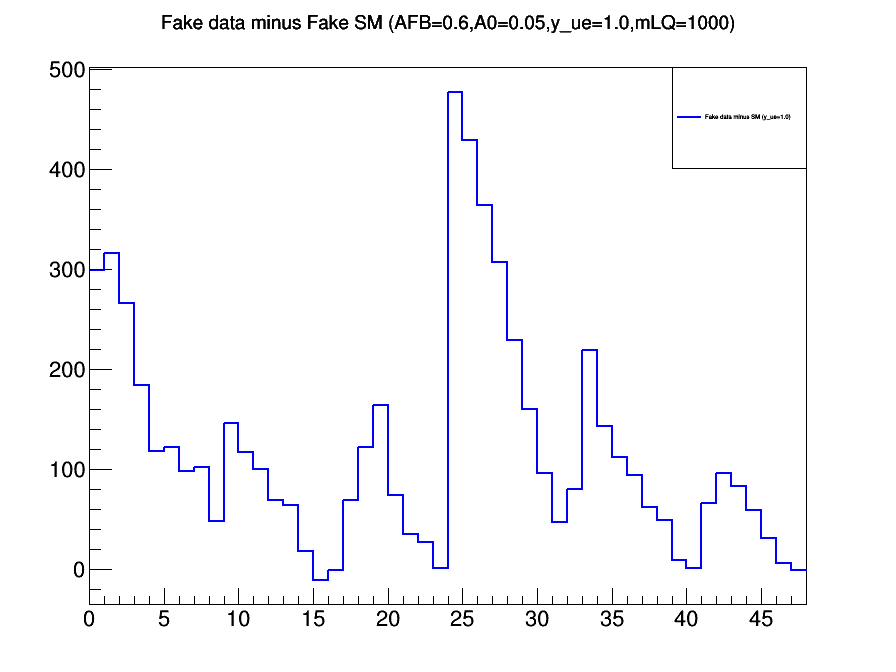 Fake data minus Fake SM (AFB=0.6,A0=0.05,y_ue=1.0,mLQ=1000)
500
Fake data minus SM (y_ue=1.0)
400
300
200
100
0
0 5 10 15 20 25 30 35 40 45